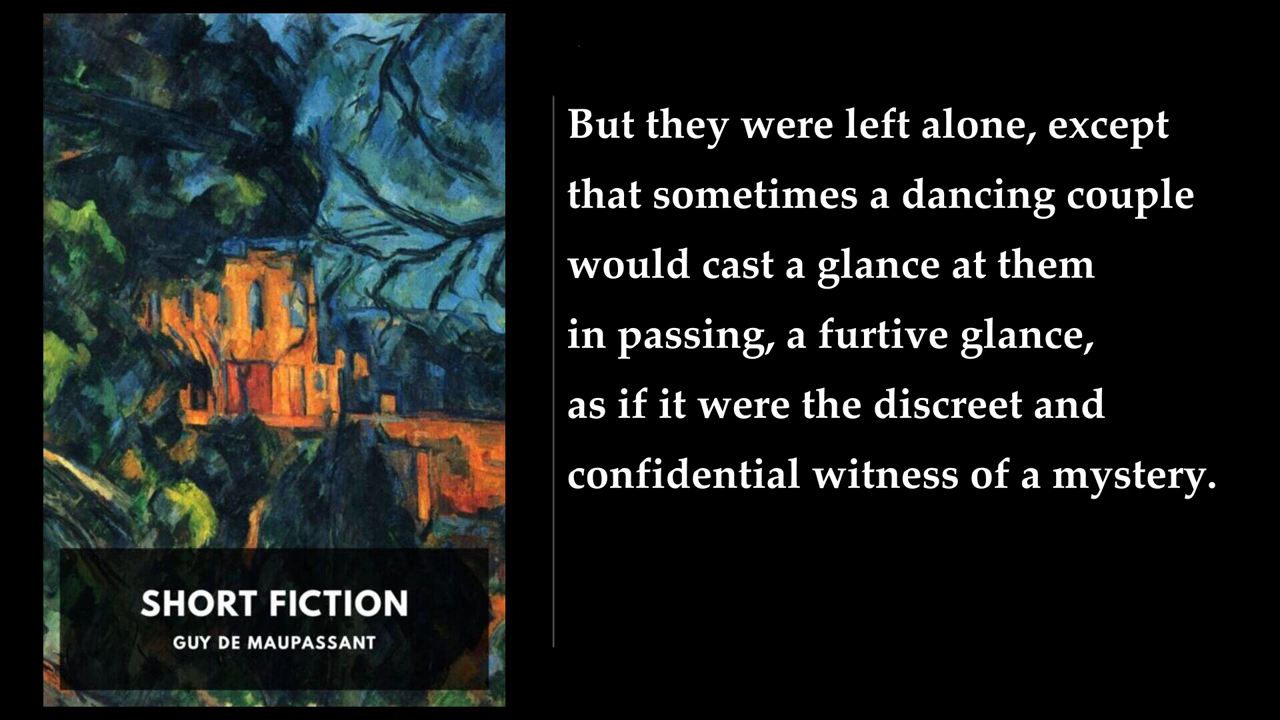 But they were left alone, except
that sometimes a dancing couple
would cast a glance at them
in passing, a furtive glance,
as if it were the discreet and
confidential witness of a mystery.
SHORT FICTION
GUY DE MAUPASSANT